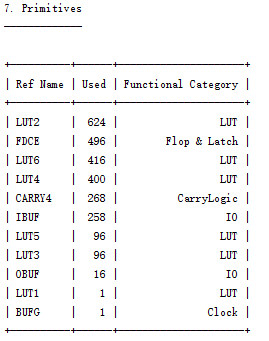 7. Primitives
-------------
+----------+------+---------------------+
| Ref Name | Used | Functional Category |
+----------+------+---------------------+
| LUT2     |  624 |                 LUT |
| FDCE     |  496 |        Flop & Latch |
| LUT6     |  416 |                 LUT |
| LUT4     |  400 |                 LUT |
| CARRY4   |  268 |          CarryLogic |
| IBUF     |  258 |                  IO |
| LUT5     |   96 |                 LUT |
| LUT3     |   96 |                 LUT |
| OBUF     |   16 |                  IO |
| LUT1     |    1 |                 LUT |
| BUFG     |    1 |               Clock |
+----------+------+---------------------+